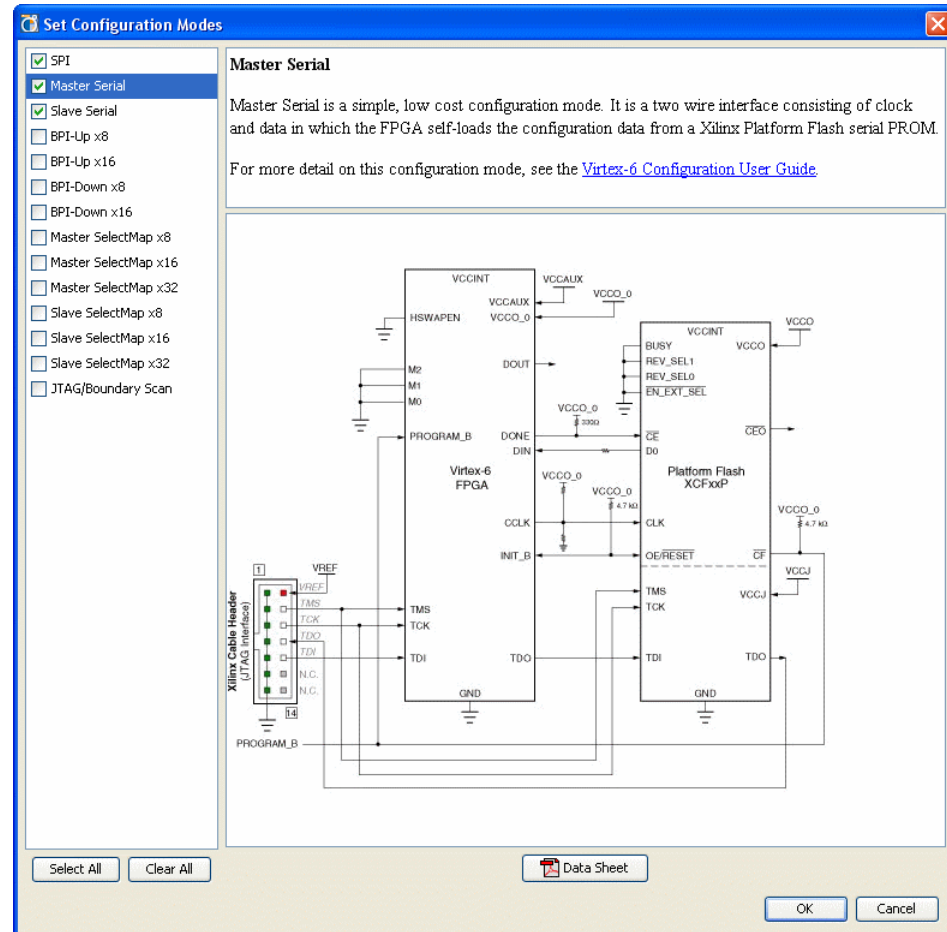 Set Configuration Modes
SPI
Master Serial
Slave Serial
BPI-Up x8
BPI-Up x16
BPI-Down x8
BPI-Down x16
Master SelectMap x8
Master SelectMap x16
Master SelectMap x32
Slave SelectMap x8
Slave SelectMap x16
Slave SelectMap x32
JTAG/Boundary Scan
Select All
Clear All
Master Serial
Master Serial is a simple, low cost configuration mode. It is a two wire interface consisting of clock
and data in which the FPGA self-loads the configuration data from a Xilinx Platform Flash serial PROM.
For more detail on this configuration mode, see the Virtex-6 Configuration User Guide.
VCCINT
VCCAUX
VCCAUX
VCCO_0
HSWAPEN
VCCO_0
DOUT
M2
M1
M0
PROGRAM_B
DONE
DIN
Virtex-6
FPGA
CCLK
INIT_B
TMS
TCK
TDI
TDO
GND
VCCO_0
330Ω
VCCO_0
VCCO_0
4.7 kΩ
VCCINT
VCCO
VCCO
BUSY
REV_SEL1
REV_SEL0
EN_EXT_SEL
CE
CEO
D0
Platform Flash
XCFxxP
CLK
OE/RESET
CF
VCCO_0
4.7 kΩ
VCCJ
VCCJ
TMS
TCK
TDI
TDO
GND
Xilinx Cable Header
(JTAG Interface)
1
VREF
VREF
TMS
TCK
TDO
TDI
N.C.
N.C.
14
PROGRAM_B
Data Sheet
OK
Cancel